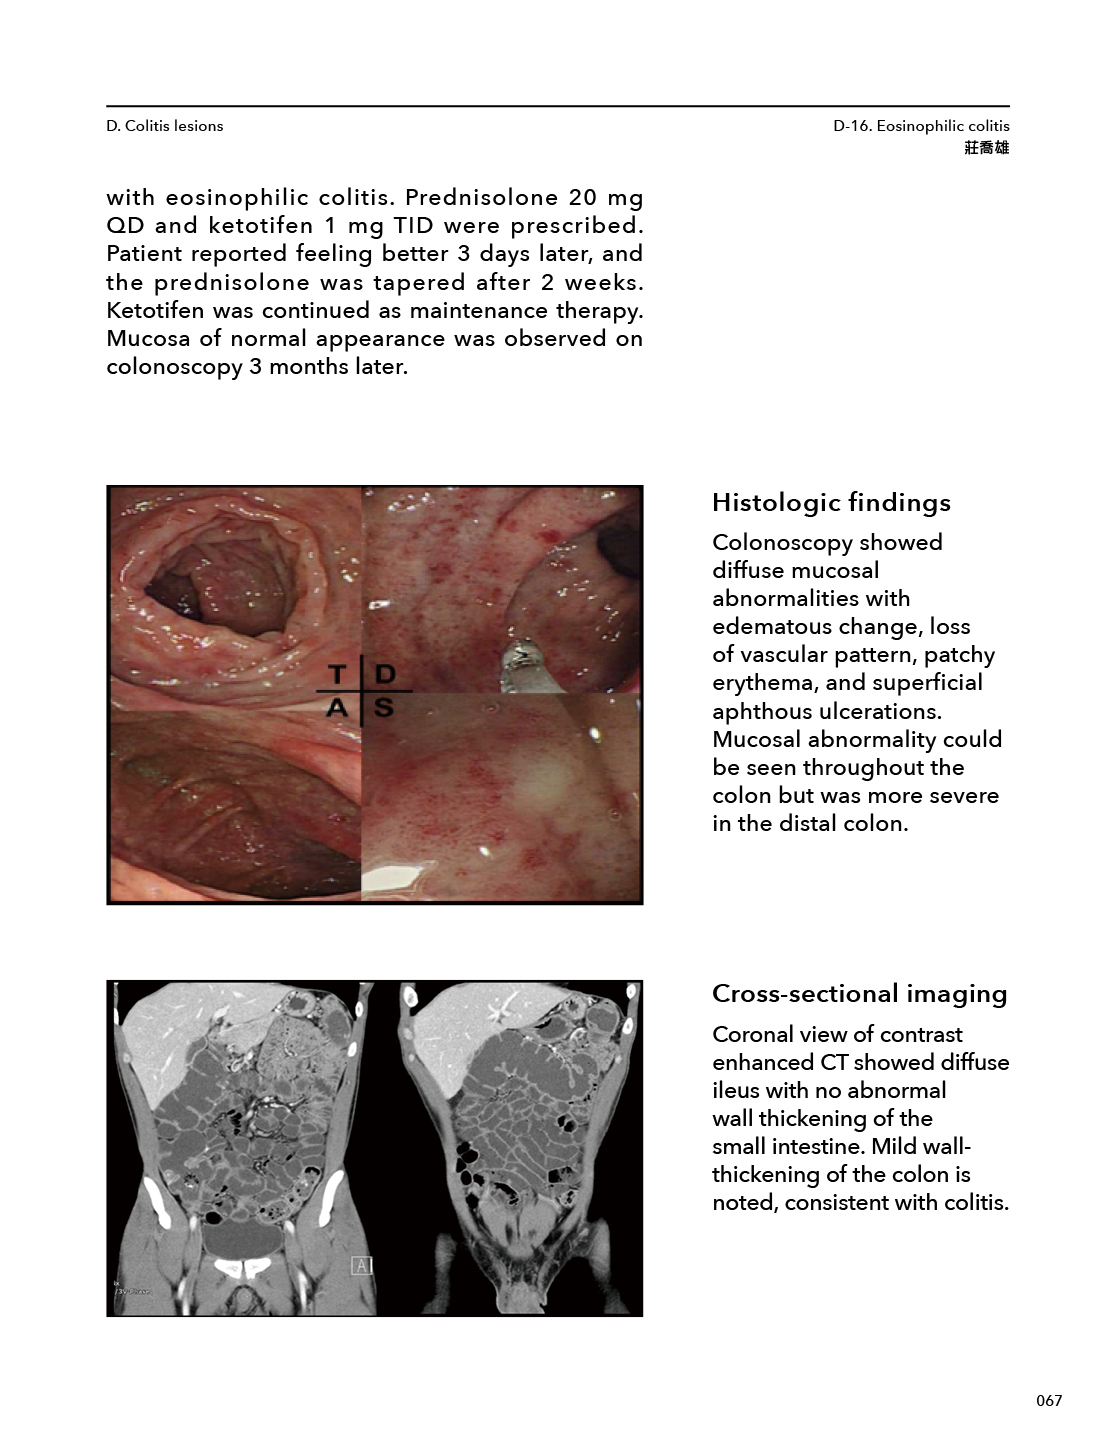 D. Colitis lesions
D-16. Eosinophilic colitis
莊喬雄
with eosinophilic colitis. Prednisolone 20 mg
QD and ketotifen 1 mg TID were prescribed.
Patient reported feeling better 3 days later, and
the prednisolone was tapered after 2 weeks.
Ketotifen was continued as maintenance therapy.
Mucosa of normal appearance was observed on
colonoscopy 3 months later.
T D
A S
Histologic findings
Colonoscopy showed
diffuse mucosal
abnormalities with
edematous change, loss
of vascular pattern, patchy
erythema, and superficial
aphthous ulcerations.
Mucosal abnormality could
be seen throughout the
colon but was more severe
in the distal colon.
A
Cross-sectional imaging
Coronal view of contrast
enhanced CT showed diffuse
ileus with no abnormal
wall thickening of the
small intestine. Mild wall-
thickening of the colon is
noted, consistent with colitis.
067